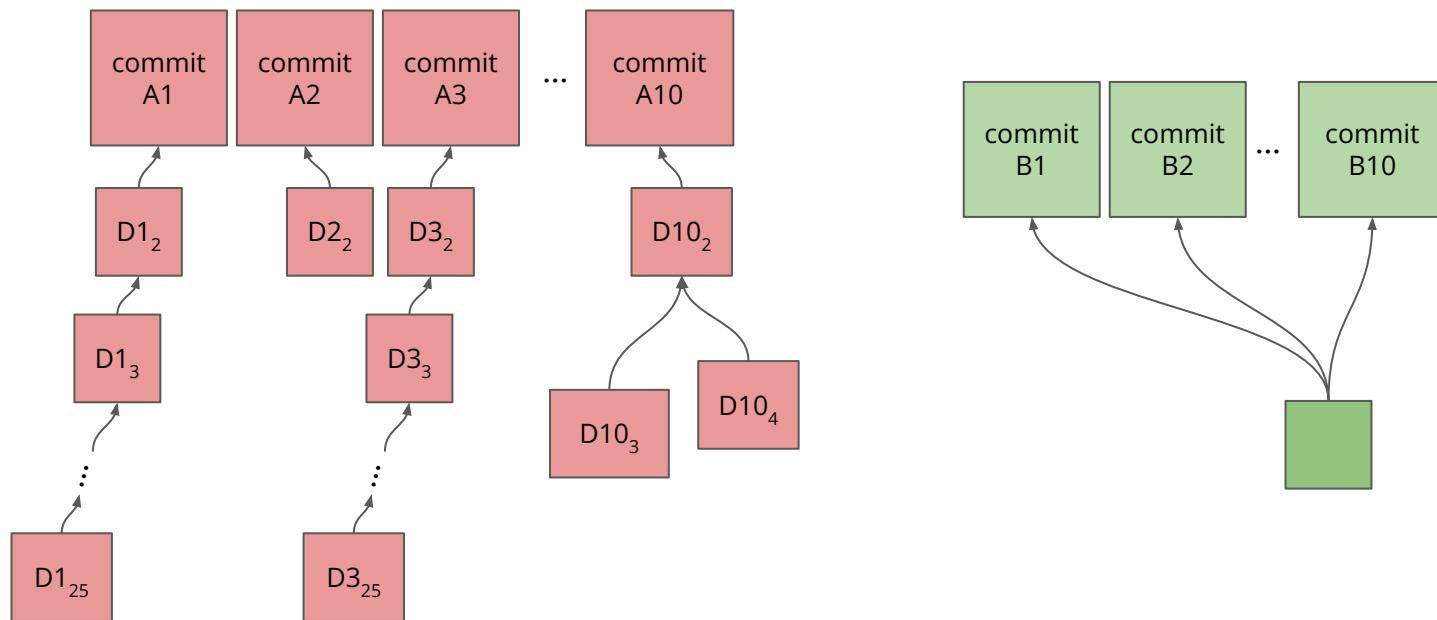 commit
A1
commit
A2
commit
A3
...
commit
A10
commit
B1
commit
B2
...
commit
B10
D1₂
D2₂
D3₂
D10₂
D1₃
D3₃
D10₃
D10₄
...
...
D1₂₅
D3₂₅